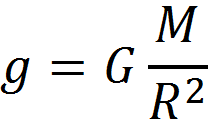 g = G M/R²